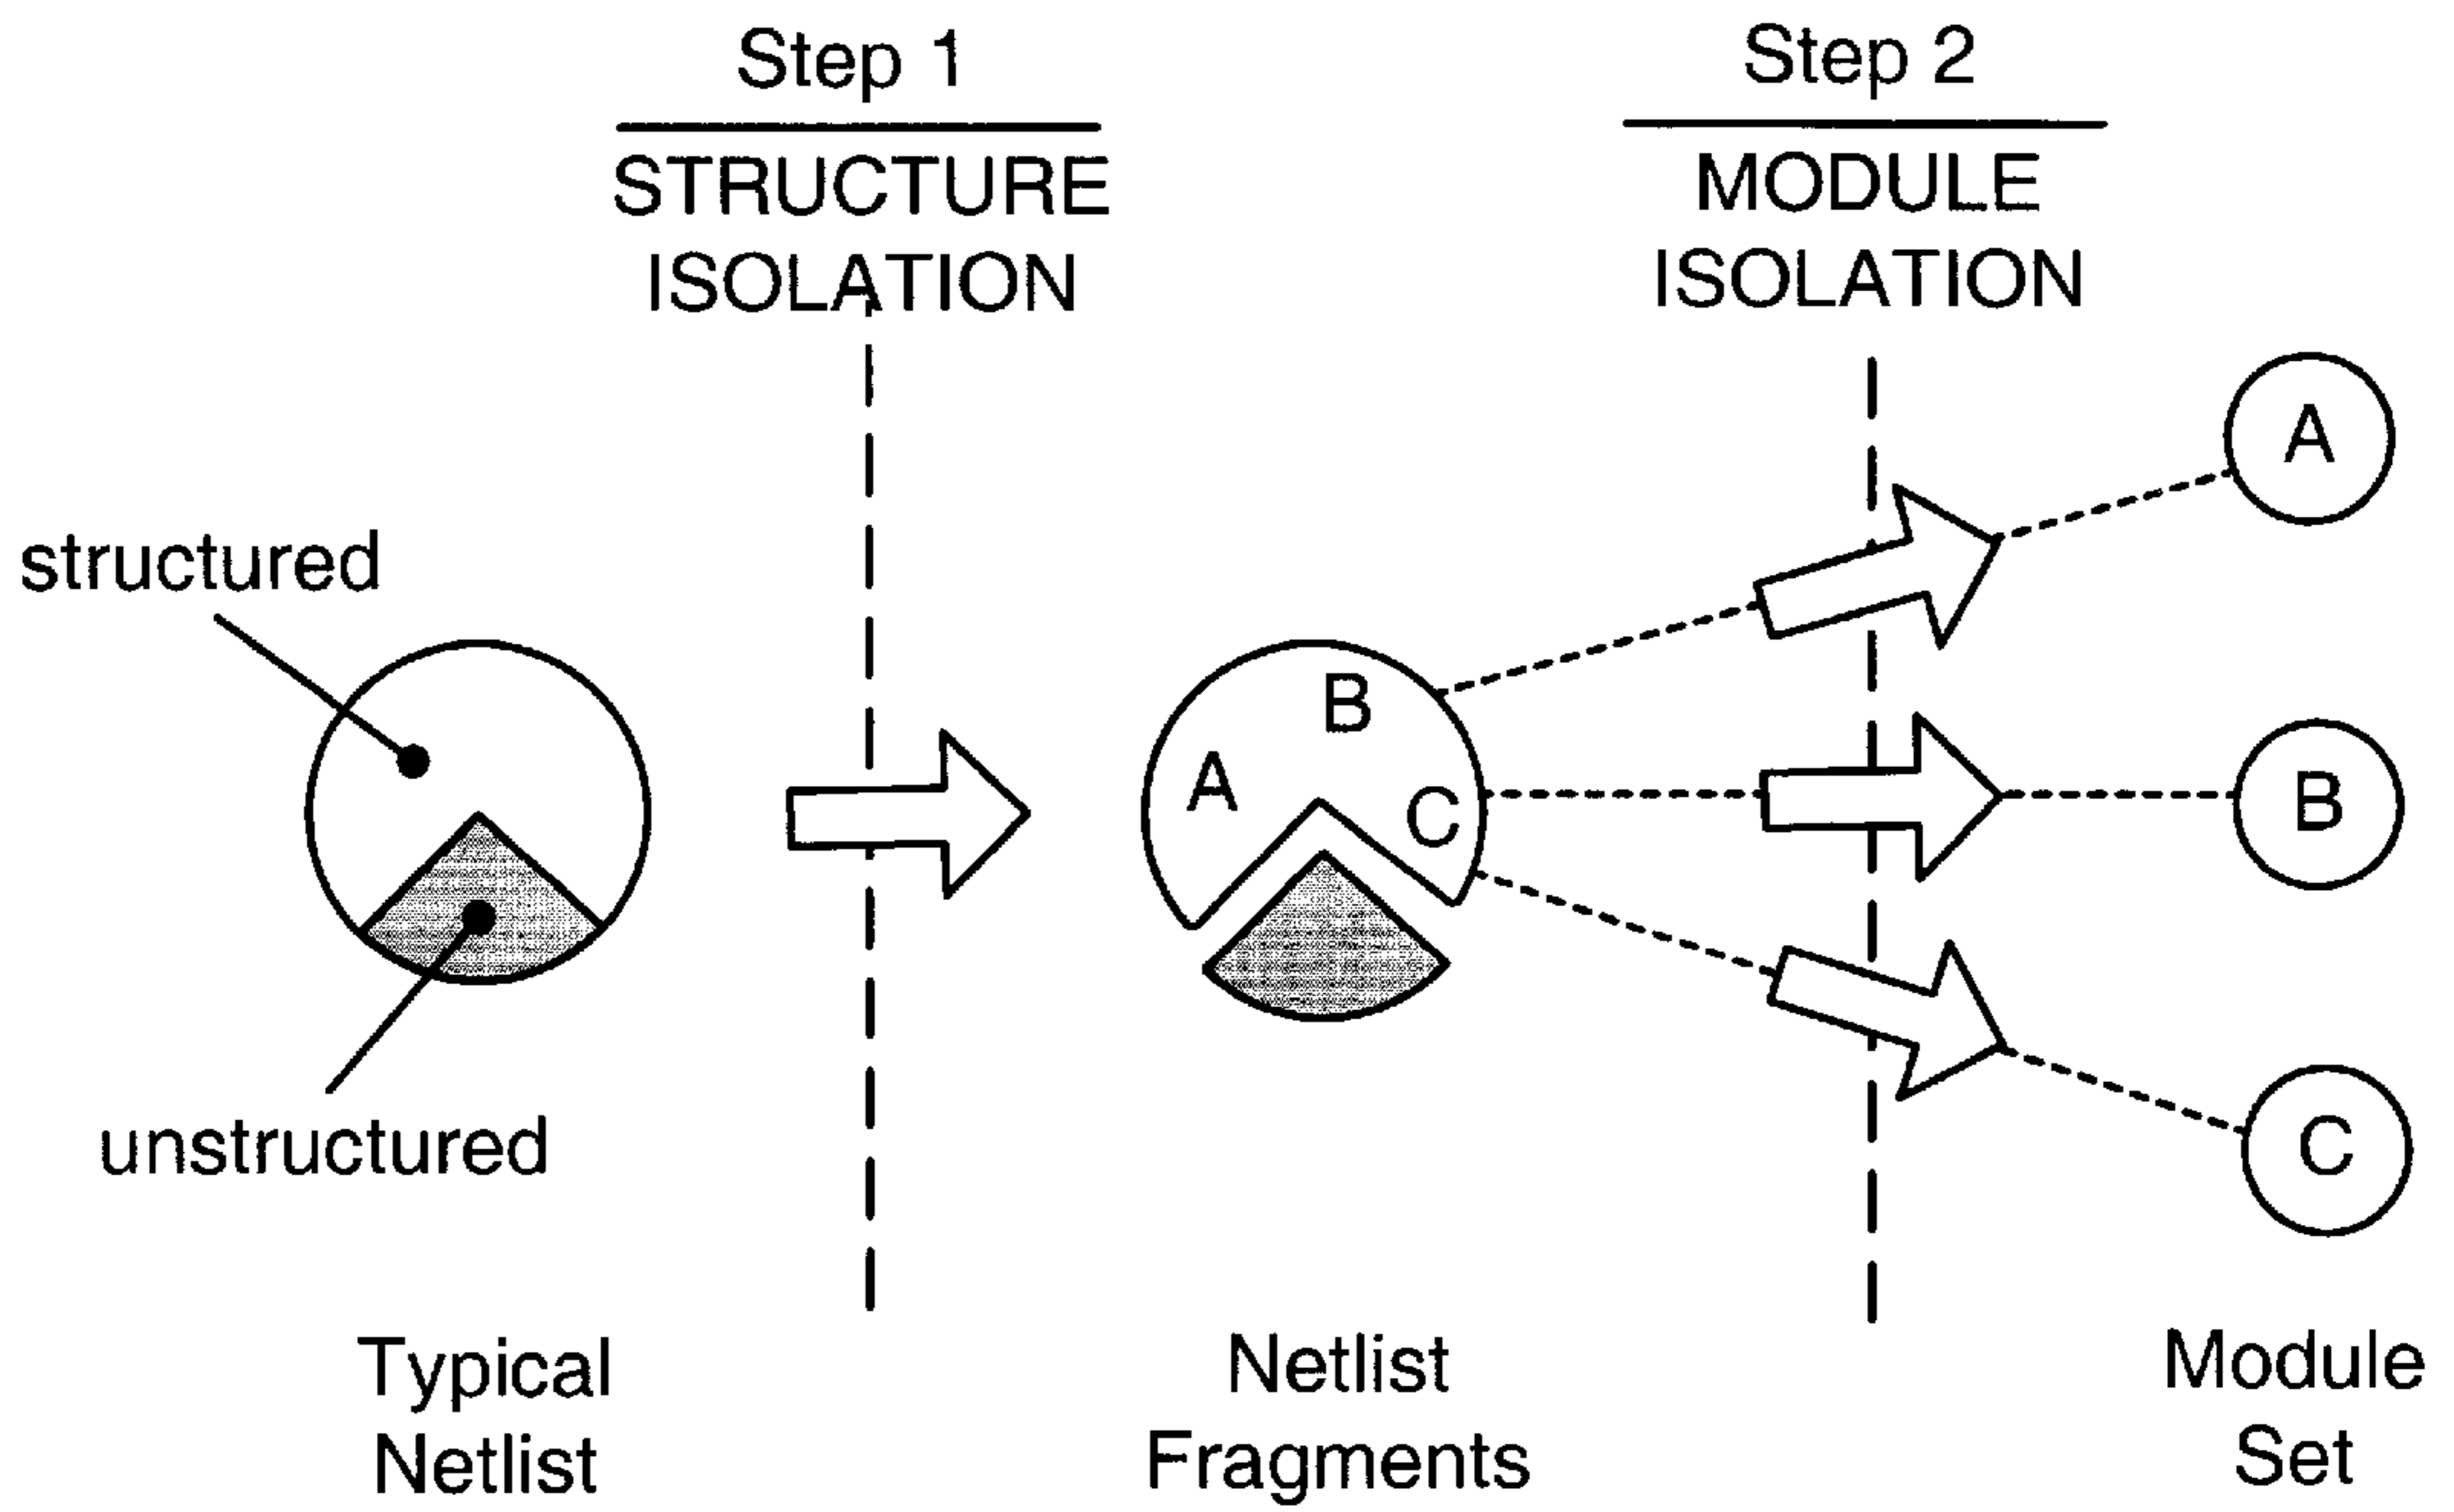 Step 1
STRUCTURE
ISOLATION
Step 2
MODULE
ISOLATION
structured
unstructured
A
B
C
A
B
C
Typical
Netlist
Netlist
Fragments
Module
Set